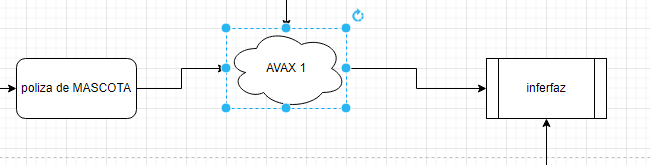 poliza de MASCOTA
AVAX 1
inferfaz